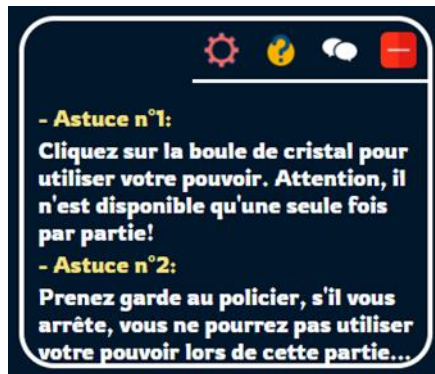 - Astuce n°1:
Cliquez sur la boule de cristal pour
utiliser votre pouvoir. Attention, il
n'est disponible qu'une seule fois
par partie!
- Astuce n°2:
Prenez garde au policier, s'il vous
arrête, vous ne pourrez pas utiliser
votre pouvoir lors de cette partie...